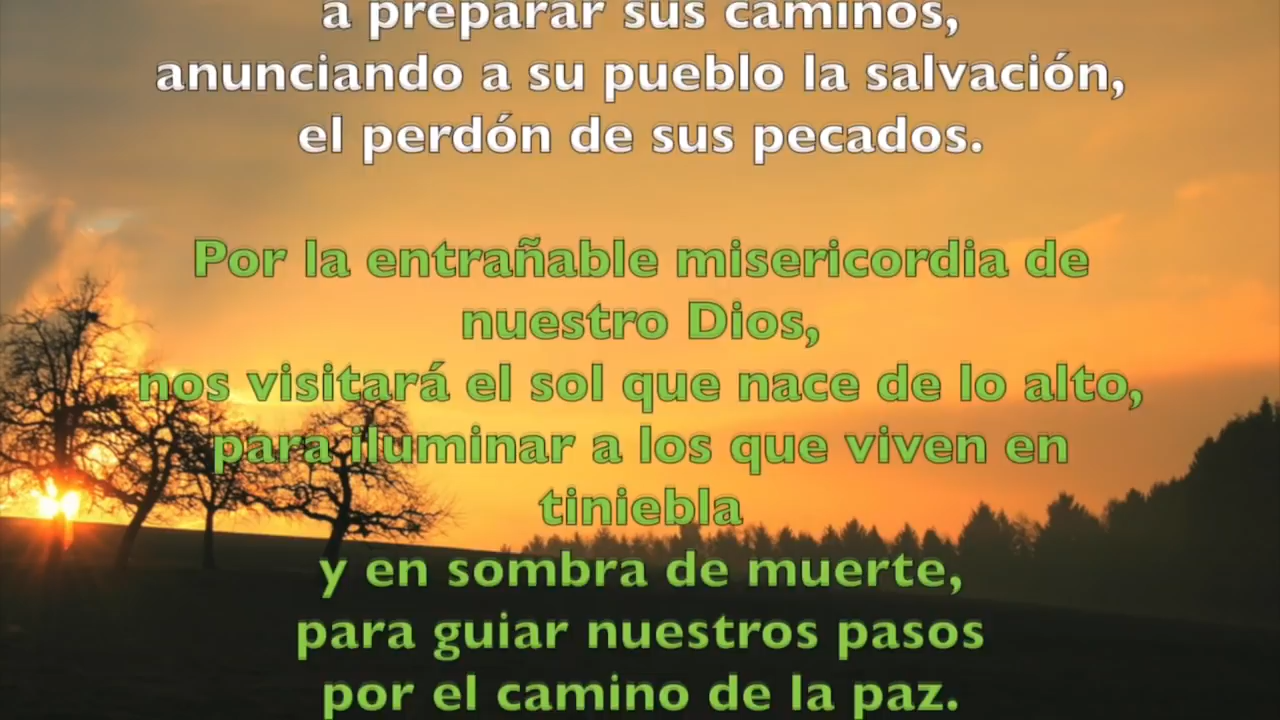 a preparar sus caminos,
anunciando a su pueblo la salvación,
el perdón de sus pecados.
Por la entrañable misericordia de
nuestro Dios,
nos visitará el sol que nace de lo alto,
para iluminar a los que viven en
tiniebla
y en sombra de muerte,
para guiar nuestros pasos
por el camino de la paz.